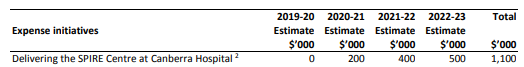 2019-20 2020-21 2021-22 2022-23 Total
Expense initiatives Estimate Estimate Estimate Estimate
$’000 $’000 $’000 $’000 $’000
Delivering the SPIRE Centre at Canberra Hospital ² 0 200 400 500 1,100